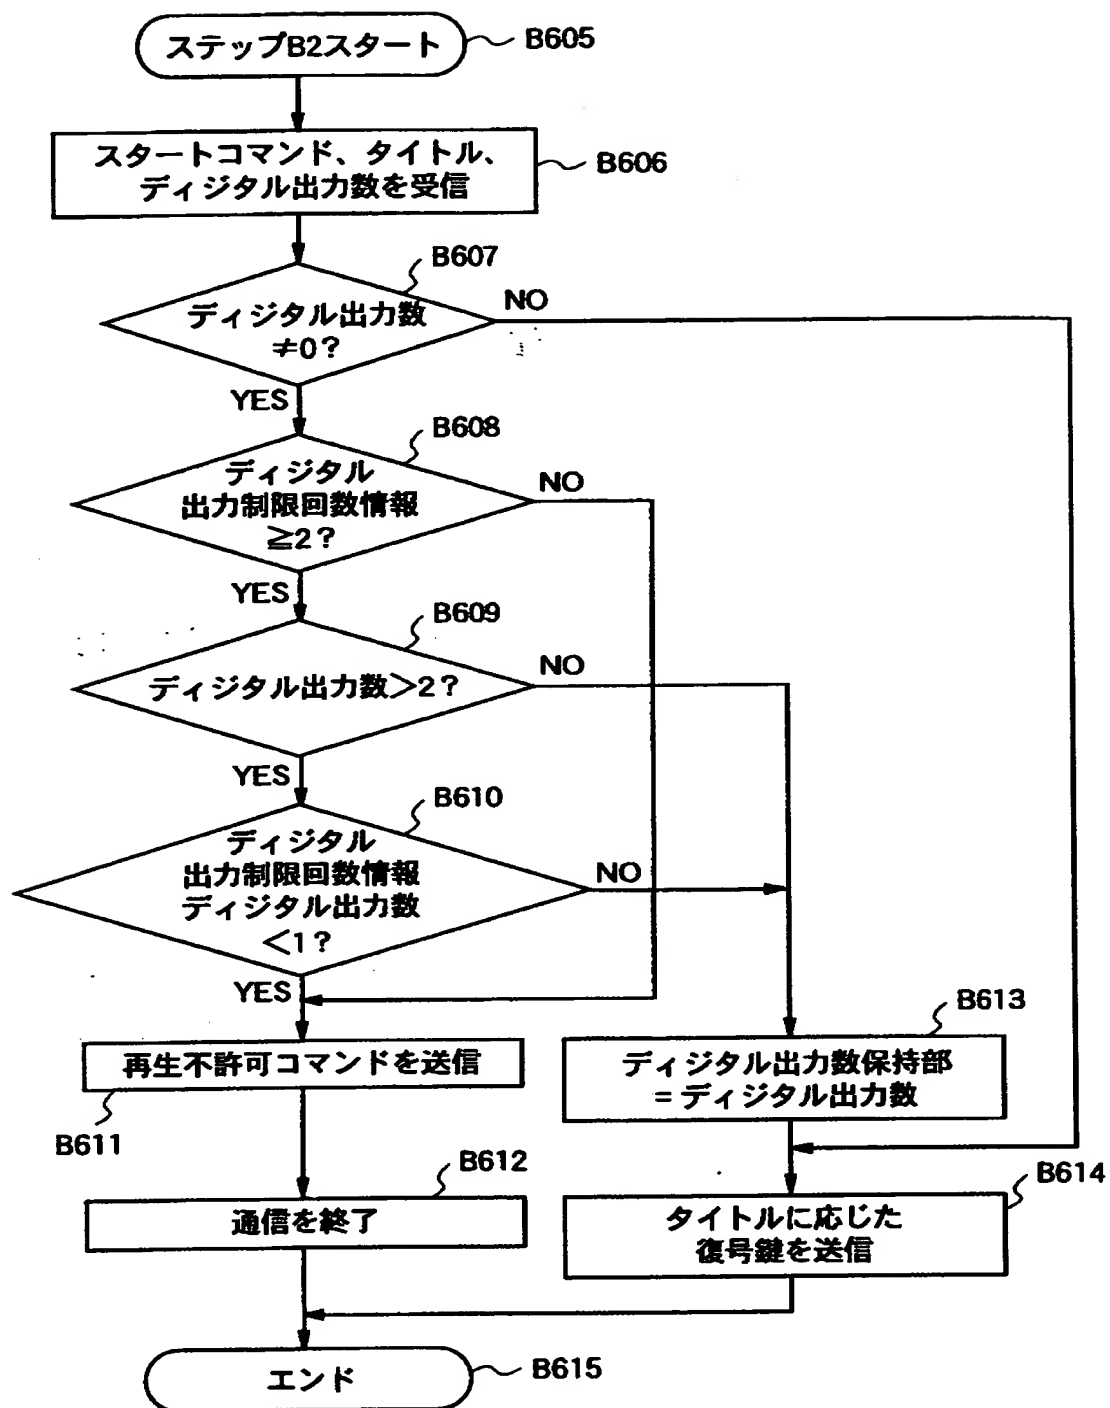 ステップB2スタート
B605
スタートコマンド、タイトル、
ディジタル出力数を受信
B606
B607
ディジタル出力数
≠0?
NO
YES
B608
ディジタル
出力制限回数情報
≧2?
NO
YES
B609
ディジタル出力数>2?
NO
YES
B610
ディジタル
出力制限回数情報
ディジタル出力数
<1?
NO
YES
再生不許可コマンドを送信
B611
B613
ディジタル出力数保持部
=ディジタル出力数
B612
通信を終了
B614
タイトルに応じた
復号鍵を送信
エンド
B615